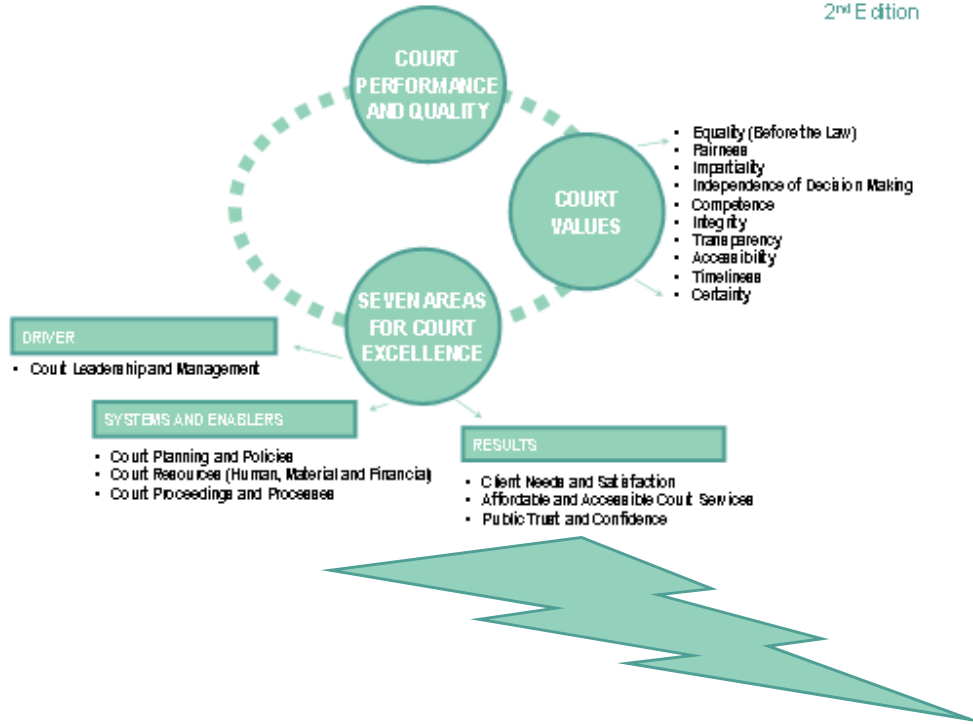 2nd Edition
COURT
PERFORMANCE
AND QUALITY
• Equality (Before the Law)
• Fairness
• Impartiality
• Independence of Decision Making
• Competence
• Integrity
• Transparency
• Accessibility
• Timeliness
• Certainty
COURT
VALUES
SEVEN AREAS
FOR COURT
EXCELLENCE
DRIVER
• Court Leadership and Management
SYSTEMS AND ENABLERS
• Court Planning and Policies
• Court Resources (Human, Material and Financial)
• Court Proceedings and Processes
RESULTS
• Client Needs and Satisfaction
• Affordable and Accessible Court Services
• Public Trust and Confidence